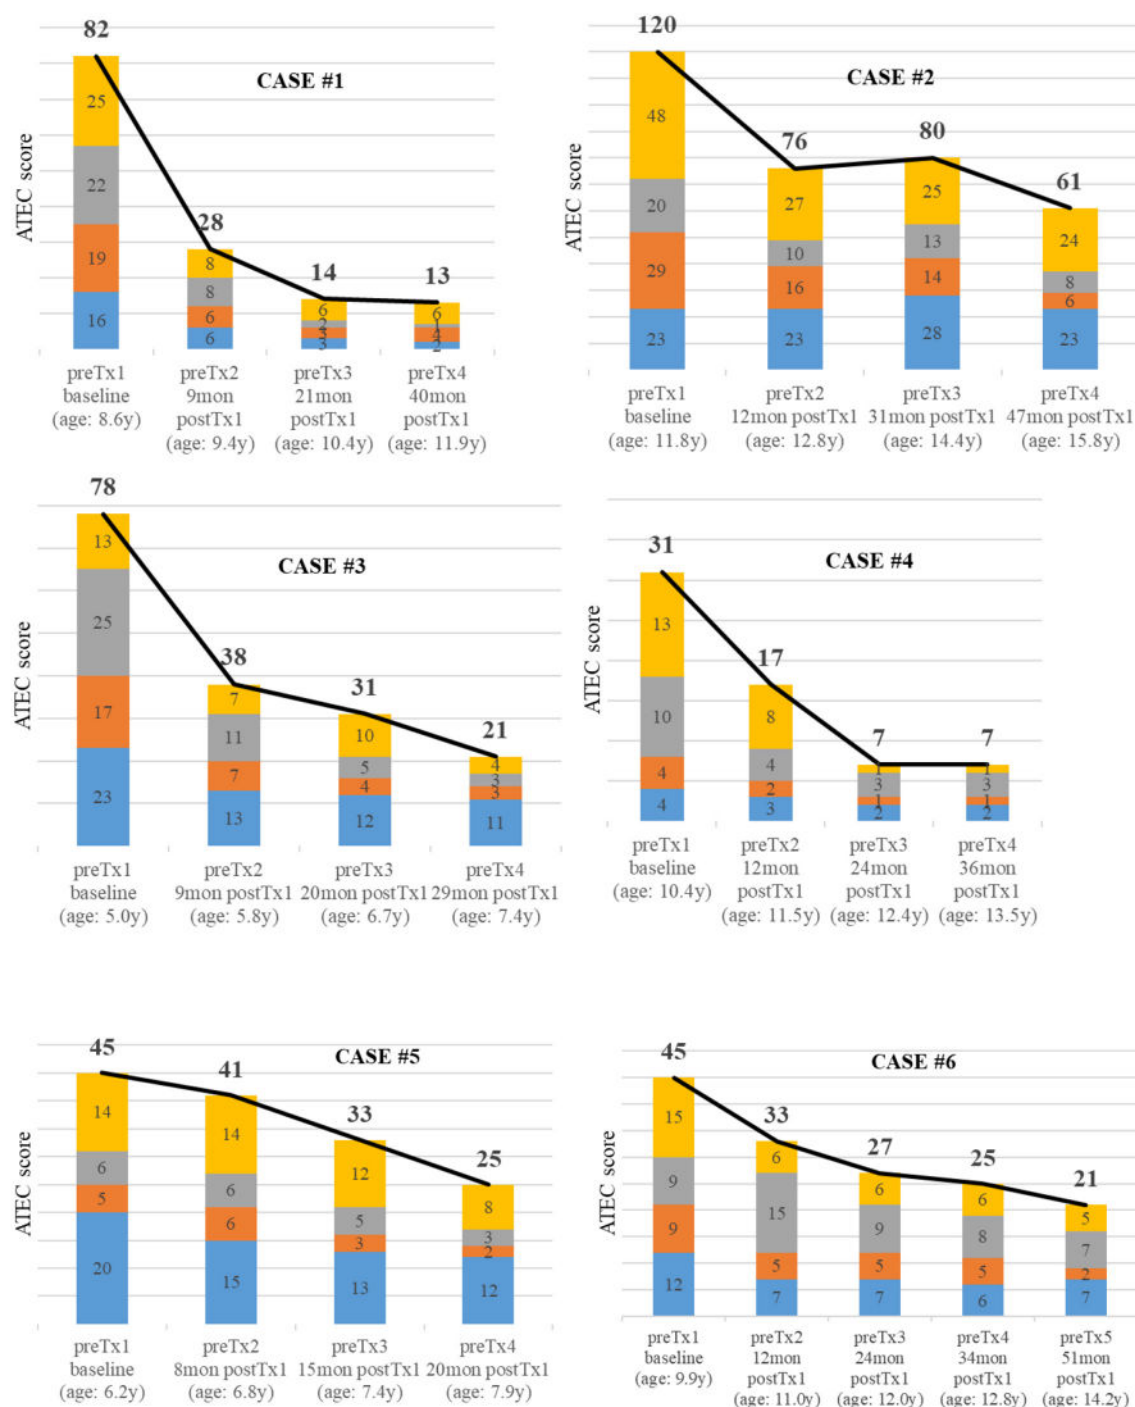 82
CASE #1
ATEC score
25
22
19
16
28
8
8
6
6
14
6
2
3
3
13
6
1
4
2
preTx1
baseline
(age: 8.6y)
preTx2
9mon
postTx1
(age: 9.4y)
preTx3
21mon
postTx1
(age: 10.4y)
preTx4
40mon
postTx1
(age: 11.9y)
120
CASE #2
ATEC score
48
20
29
23
76
27
10
16
23
80
25
13
14
28
61
24
8
6
23
preTx1
baseline
(age: 11.8y)
preTx2
12mon postTx1
(age: 12.8y)
preTx3
31mon postTx1
(age: 14.4y)
preTx4
47mon postTx1
(age: 15.8y)
78
CASE #3
ATEC score
13
25
17
23
38
7
11
7
13
31
10
5
4
12
21
4
3
3
11
preTx1
baseline
(age: 5.0y)
preTx2
9mon postTx1
(age: 5.8y)
preTx3
20mon postTx1
(age: 6.7y)
preTx4
29mon postTx1
(age: 7.4y)
31
CASE #4
ATEC score
13
10
4
4
17
8
4
2
3
7
1
3
1
2
7
1
3
1
2
preTx1
baseline
(age: 10.4y)
preTx2
12mon
postTx1
(age: 11.5y)
preTx3
24mon
postTx1
(age: 12.4y)
preTx4
36mon
postTx1
(age: 13.5y)
45
CASE #5
ATEC score
14
6
5
20
41
14
6
6
15
33
12
5
3
13
25
8
3
2
12
preTx1
baseline
(age: 6.2y)
preTx2
8mon postTx1
(age: 6.8y)
preTx3
15mon postTx1
(age: 7.4y)
preTx4
20mon postTx1
(age: 7.9y)
45
CASE #6
ATEC score
15
9
9
12
33
6
15
5
7
27
6
9
5
7
25
6
8
5
6
21
5
7
2
7
preTx1
baseline
(age: 9.9y)
preTx2
12mon
postTx1
(age: 11.0y)
preTx3
24mon
postTx1
(age: 12.0y)
preTx4
34mon
postTx1
(age: 12.8y)
preTx5
51mon
postTx1
(age: 14.2y)